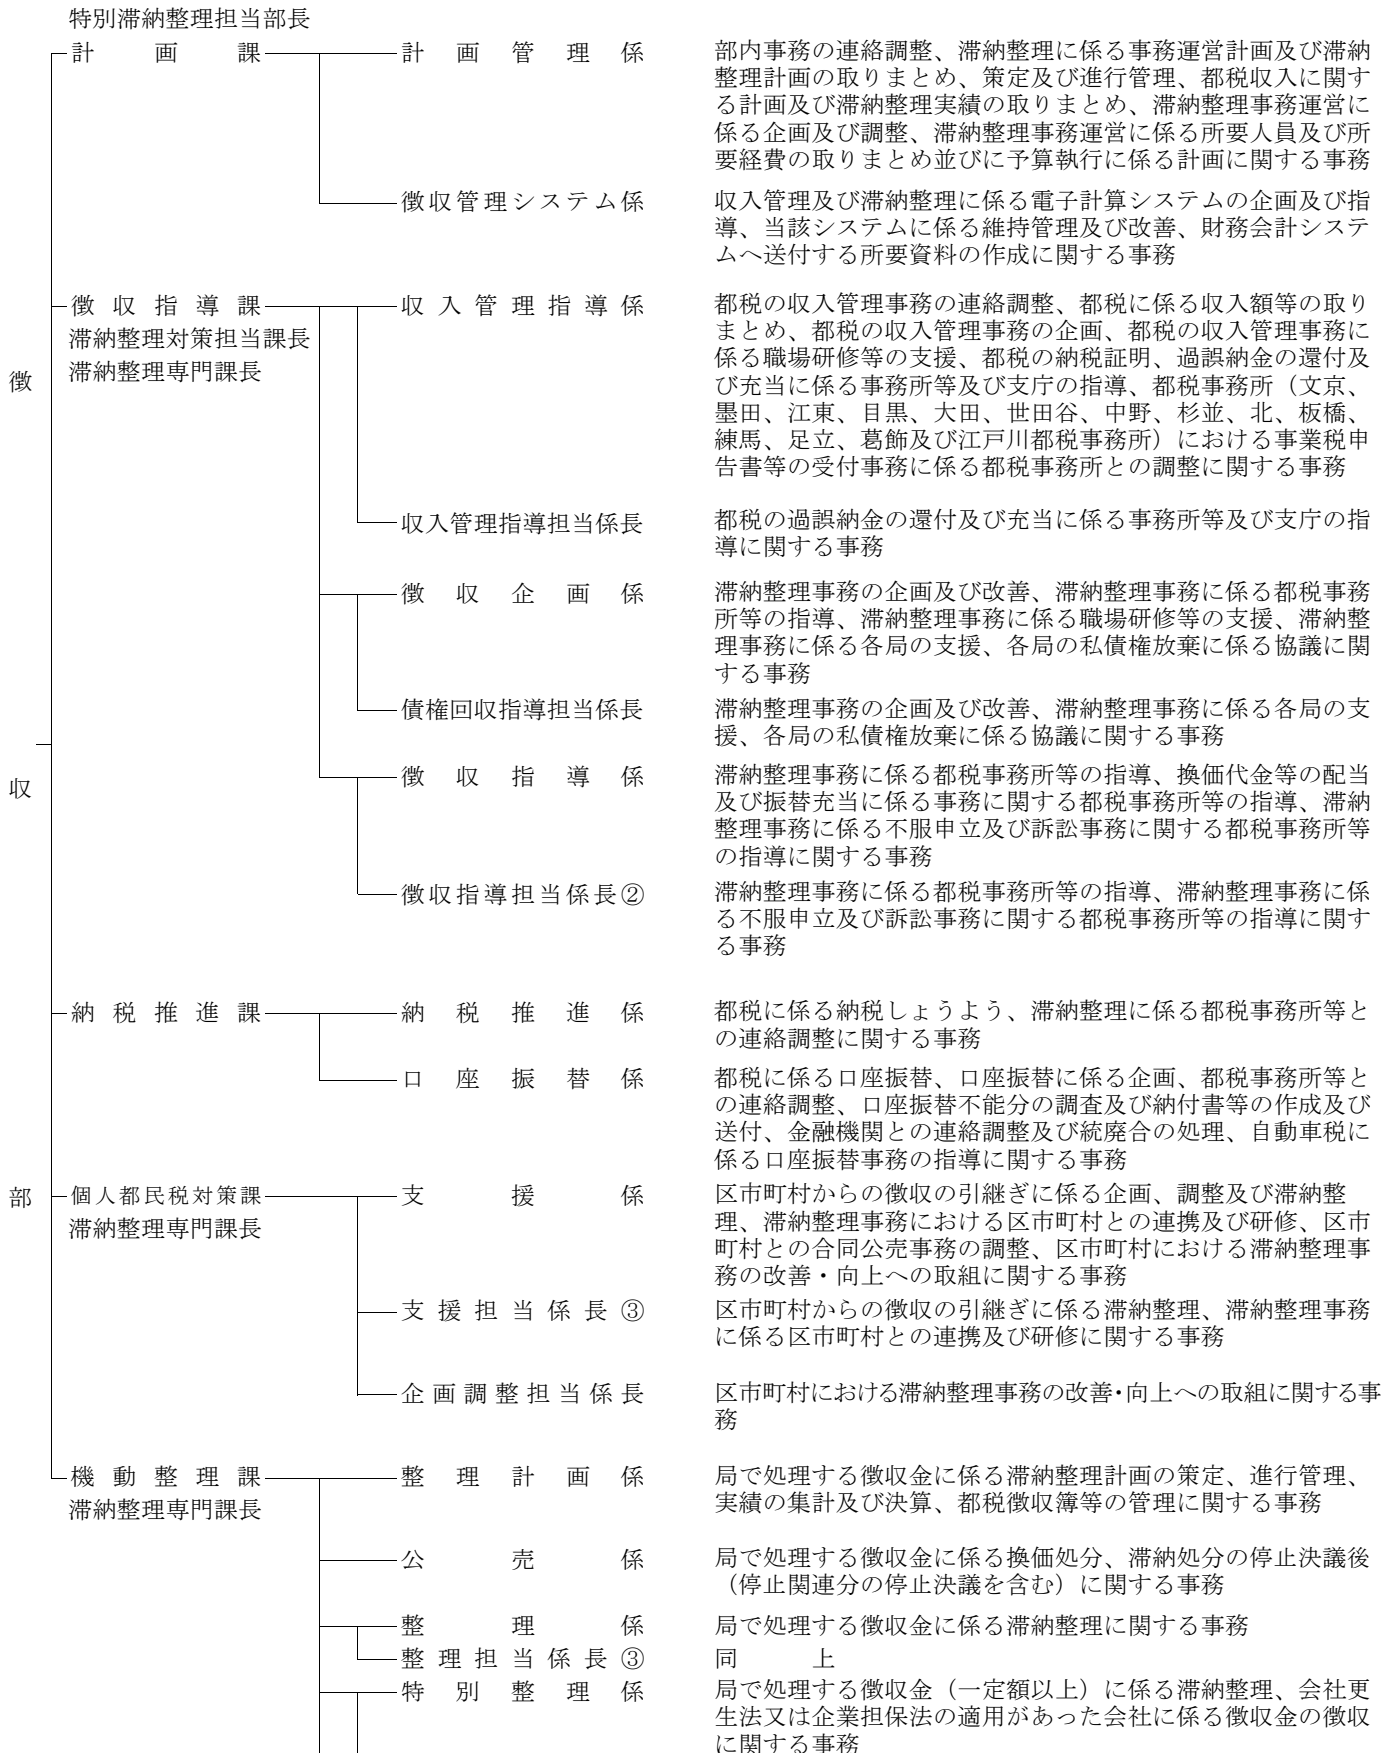 特別滞納整理担当部長
徴収部
計画課
計画管理係
部内事務の連絡調整、滞納整理に係る事務運営計画及び滞納
整理計画の取りまとめ、策定及び進行管理、都税収入に関す
る計画及び滞納整理実績の取りまとめ、滞納整理事務運営に
係る企画及び調整、滞納整理事務運営に係る所要人員及び所
要経費の取りまとめ並びに予算執行に係る計画に関する事務
徴収管理システム係
収入管理及び滞納整理に係る電子計算システムの企画及び指
導、当該システムに係る維持管理及び改善、財務会計システ
ムへ送付する所要資料の作成に関する事務
徴収指導課
滞納整理対策担当課長
滞納整理専門課長
収入管理指導係
都税の収入管理事務の連絡調整、都税に係る収入額等の取り
まとめ、都税の収入管理事務の企画、都税の収入管理事務に
係る職場研修等の支援、都税の納税証明、過誤納金の還付及
び充当に係る事務所等及び支庁の指導、都税事務所（文京、
墨田、江東、目黒、大田、世田谷、中野、杉並、北、板橋、
練馬、足立、葛飾及び江戸川都税事務所）における事業税申
告書等の受付事務に係る都税事務所との調整に関する事務
収入管理指導担当係長
都税の過誤納金の還付及び充当に係る事務所等及び支庁の指
導に関する事務
徴収企画係
滞納整理事務の企画及び改善、滞納整理事務に係る都税事務
所等の指導、滞納整理事務に係る職場研修等の支援、滞納整
理事務に係る各局の支援、各局の私債権放棄に係る協議に関
する事務
債権回収指導担当係長
滞納整理事務の企画及び改善、滞納整理事務に係る各局の支
援、各局の私債権放棄に係る協議に関する事務
徴収指導係
滞納整理事務に係る都税事務所等の指導、換価代金等の配当
及び振替充当に係る事務に関する都税事務所等の指導、滞納
整理事務に係る不服申立及び訴訟事務に関する都税事務所等
の指導に関する事務
徴収指導担当係長②
滞納整理事務に係る都税事務所等の指導、滞納整理事務に係
る不服申立及び訴訟事務に関する都税事務所等の指導に関す
る事務
納税推進課
納税推進係
都税に係る納税しょうよう、滞納整理に係る都税事務所等と
の連絡調整に関する事務
口座振替係
都税に係る口座振替、口座振替に係る企画、都税事務所等と
の連絡調整、口座振替不能分の調査及び納付書等の作成及び
送付、金融機関との連絡調整及び統廃合の処理、自動車税に
係る口座振替事務の指導に関する事務
個人都民税対策課
滞納整理専門課長
支援係
区市町村からの徴収の引継ぎに係る企画、調整及び滞納整
理、滞納整理事務における区市町村との連携及び研修、区市
町村との合同公売事務の調整、区市町村における滞納整理事
務の改善・向上への取組に関する事務
支援担当係長③
区市町村からの徴収の引継ぎに係る滞納整理、滞納整理事務
に係る区市町村との連携及び研修に関する事務
企画調整担当係長
区市町村における滞納整理事務の改善・向上への取組に関する事
務
機動整理課
滞納整理専門課長
整理計画係
局で処理する徴収金に係る滞納整理計画の策定、進行管理、
実績の集計及び決算、都税徴収簿等の管理に関する事務
公売係
局で処理する徴収金に係る換価処分、滞納処分の停止決議後
（停止関連分の停止決議を含む）に関する事務
整理係
局で処理する徴収金に係る滞納整理に関する事務
整理担当係長③
同上
特別整理係
局で処理する徴収金（一定額以上）に係る滞納整理、会社更
生法又は企業担保法の適用があった会社に係る徴収金の徴収
に関する事務